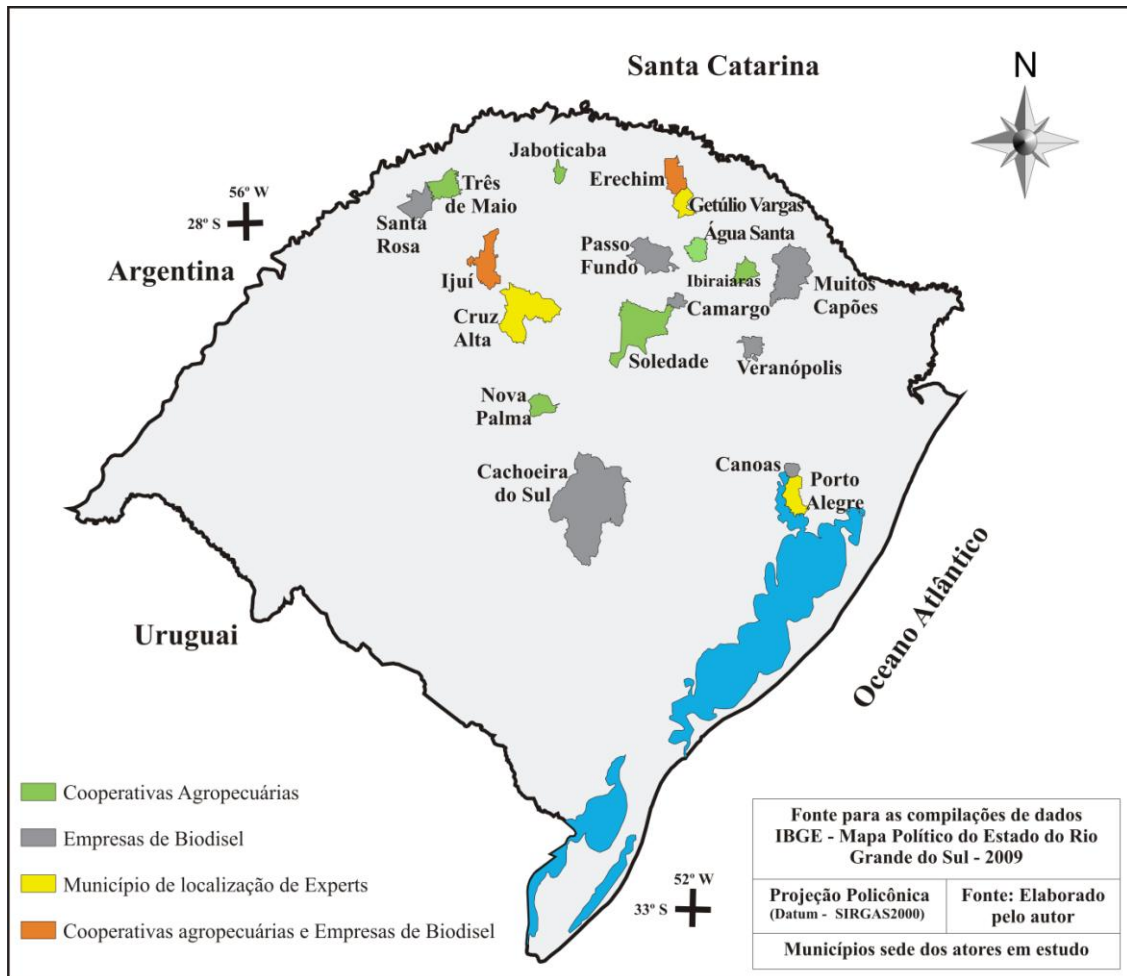 Santa Catarina
N
Jaboticaba
Erechim
Três
de Maio
56º W
28º S
Santa
Rosa
Getúlio Vargas
Água Santa
Passo
Fundo
Argentina
Ijuí
Ibiraiaras
Muitos
Capões
Camargo
Cruz
Alta
Soledade
Veranópolis
Nova
Palma
Canoas
Porto
Alegre
Cachoeira
do Sul
Oceano Atlântico
Uruguai
Cooperativas Agropecuárias
Empresas de Biodisel
Município de localização de Experts
Cooperativas agropecuárias e Empresas de Biodisel
52º W
33º S
Fonte para as compilações de dados
IBGE - Mapa Político do Estado do Rio
Grande do Sul - 2009
Projeção Policônica
(Datum - SIRGAS2000)
Fonte: Elaborado
pelo autor
Municípios sede dos atores em estudo